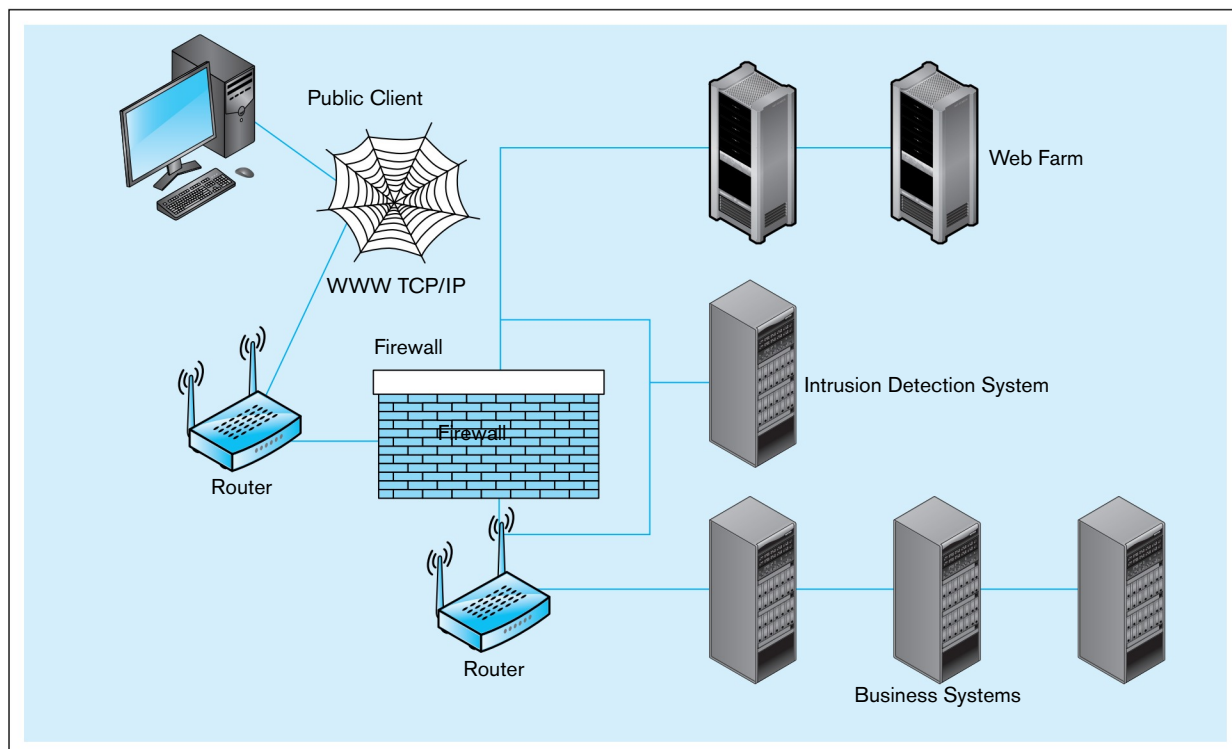 Public Client
Web Farm
WWW TCP/IP
Firewall
Intrusion Detection System
Firewall
Router
Router
Business Systems